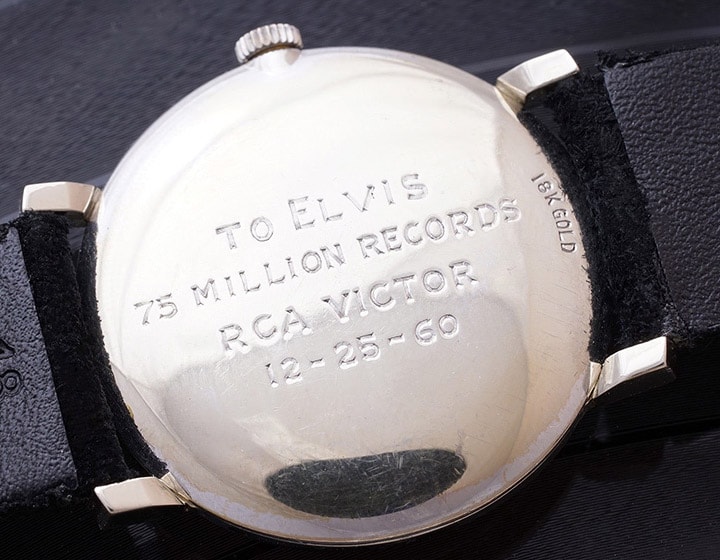 TO ELVIS
75 MILLION RECORDS
RCA VICTOR
12-25-60
18K GOLD